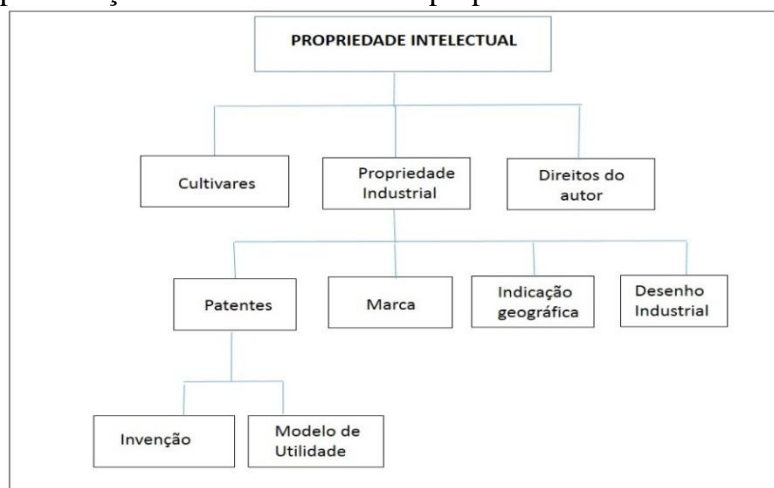 PROPRIEDADE INTELECTUAL
Cultivares
Propriedade
Industrial
Direitos do
autor
Patentes
Marca
Indicação
geográfica
Desenho
Industrial
Invenção
Modelo de
Utilidade